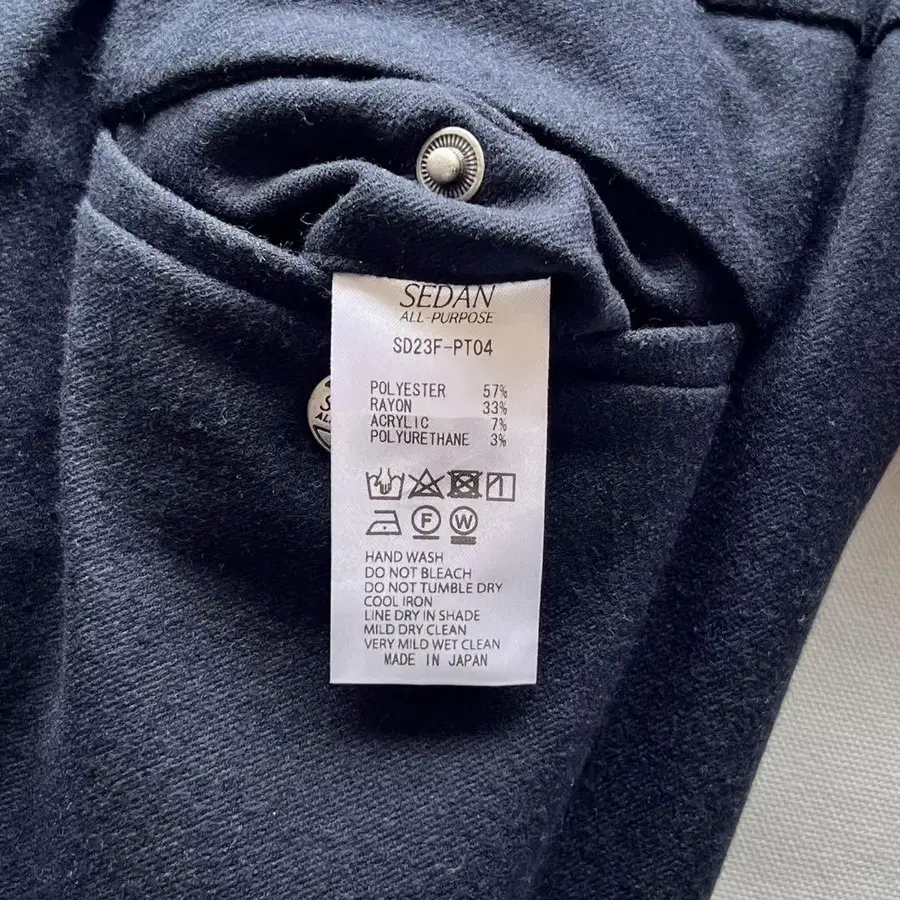 SEDAN
ALL-PURPOSE
SD23F-PT04
POLYESTER 57%
RAYON 33%
ACRYLIC 7%
POLYURETHANE 3%
F W
HAND WASH
DO NOT BLEACH
DO NOT TUMBLE DRY
COOL IRON
LINE DRY IN SHADE
MILD DRY CLEAN
VERY MILD WET CLEAN
MADE IN JAPAN